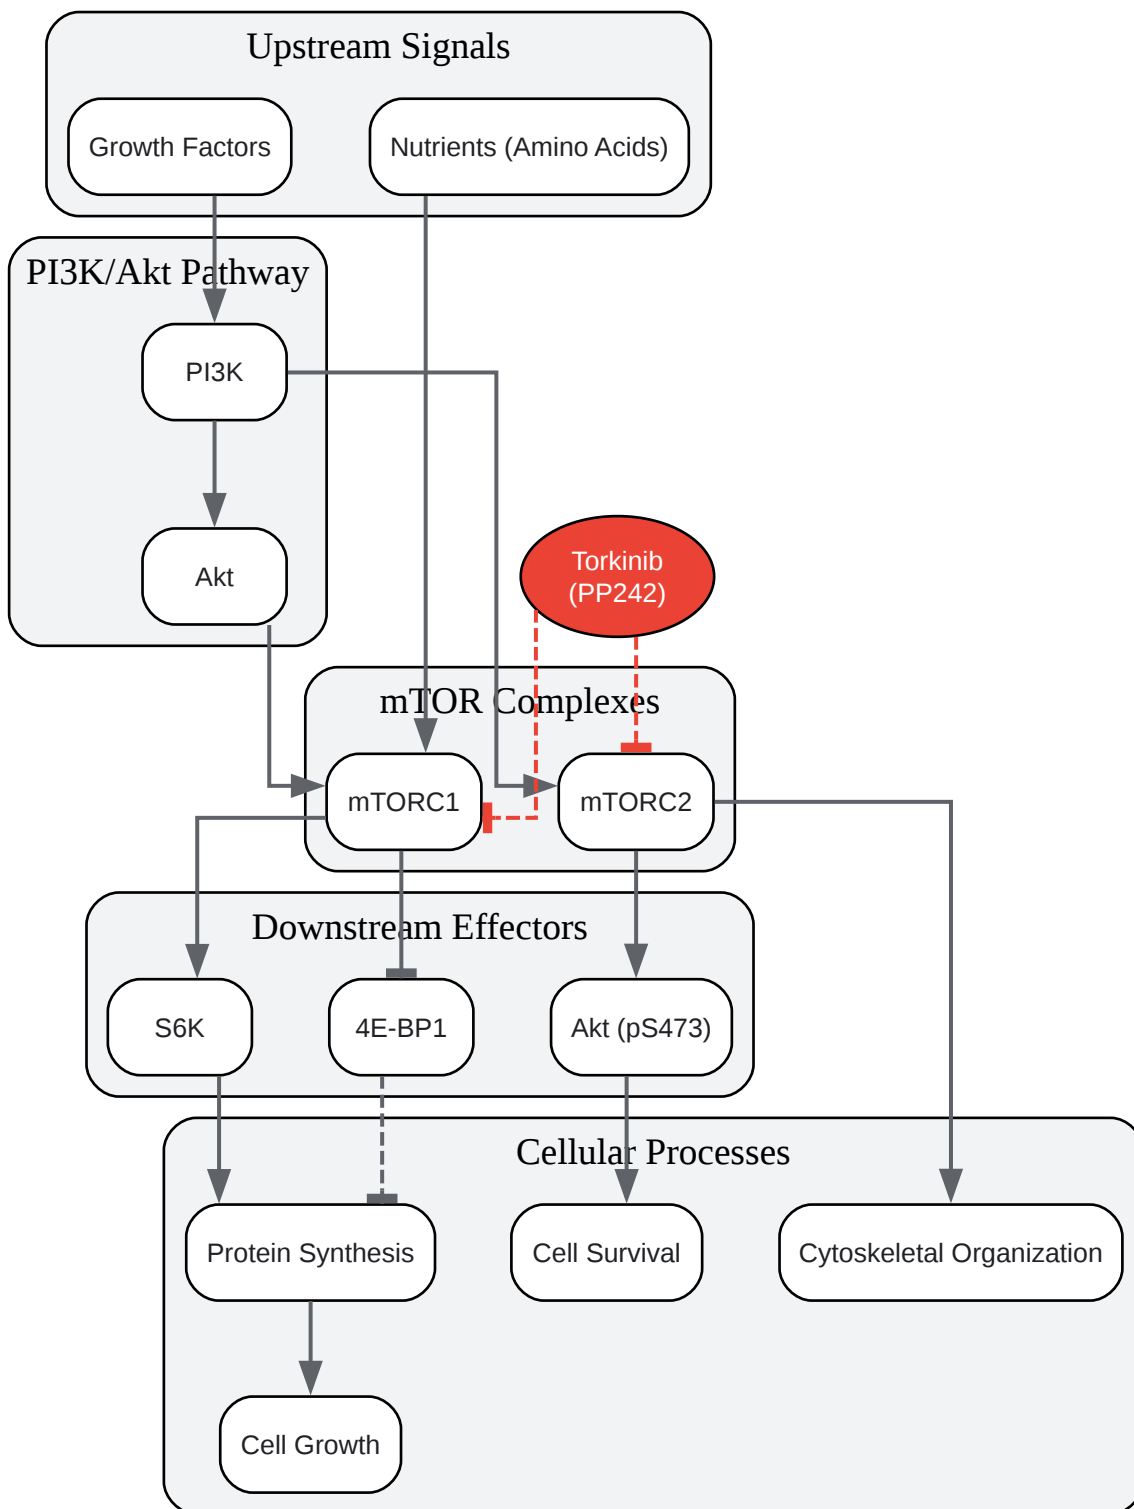 Upstream Signals
Growth Factors
Nutrients (Amino Acids)
PI3K/Akt Pathway
PI3K
Akt
Torkinib
(PP242)
mTOR Complexes
mTORC1
mTORC2
Downstream Effectors
S6K
4E-BP1
Akt (pS473)
Cellular Processes
Protein Synthesis
Cell Survival
Cytoskeletal Organization
Cell Growth